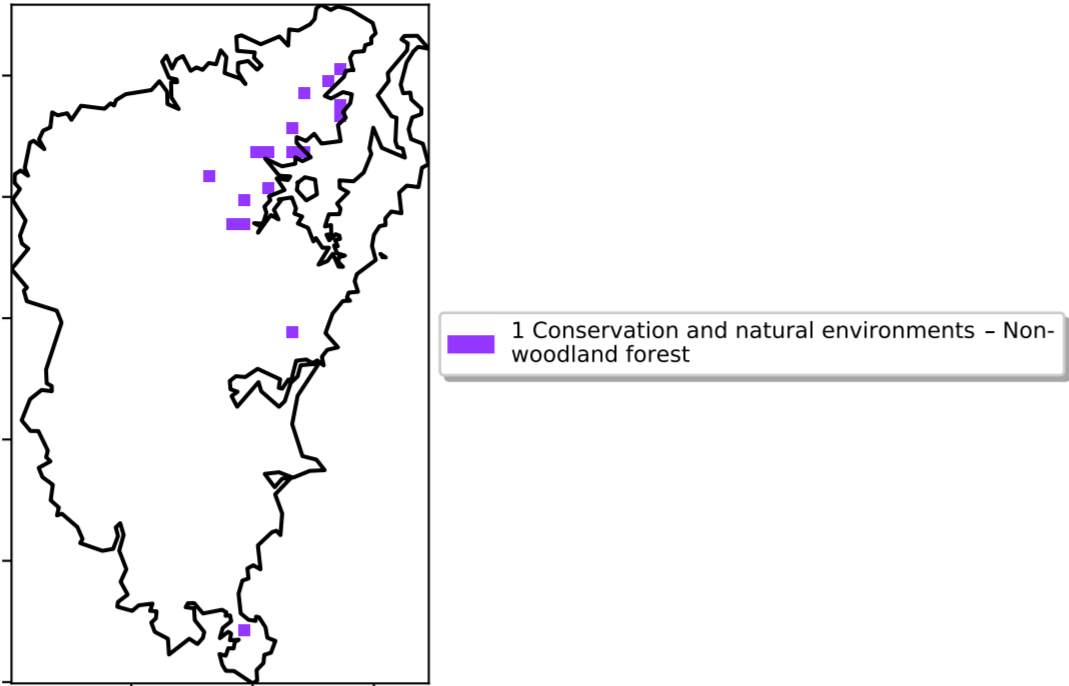 1 Conservation and natural environments – Non-
woodland forest